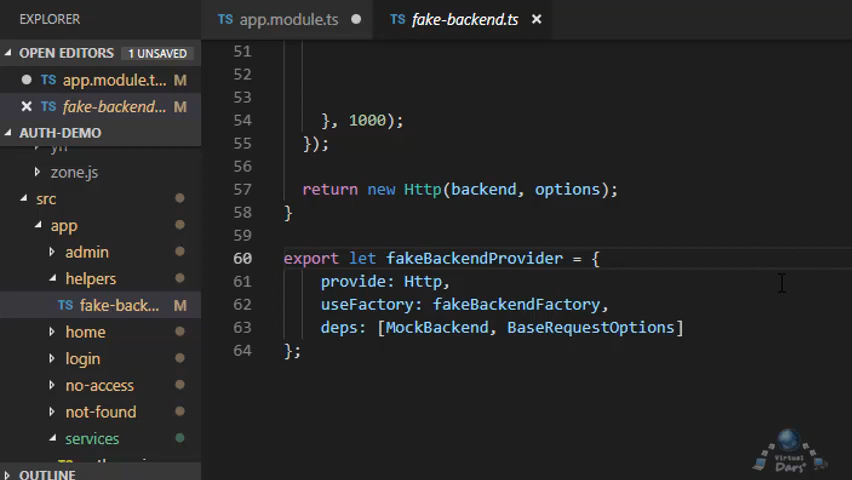 EXPLORER
TS app.module.ts
TS fake-backend.ts ×
OPEN EDITORS 1 UNSAVED
TS app.module.t... M
TS fake-backend... M
AUTH-DEMO
zone.js
src
app
admin
helpers
TS fake-back... M
home
login
no-access
not-found
services
OUTLINE
51
52
53
54 }, 1000);
55 });
56
57 return new Http(backend, options);
58 }
59
60 export let fakeBackendProvider = {
61 provide: Http,
62 useFactory: fakeBackendFactory,
63 deps: [MockBackend, BaseRequestOptions]
64 };
Virtual
Dars